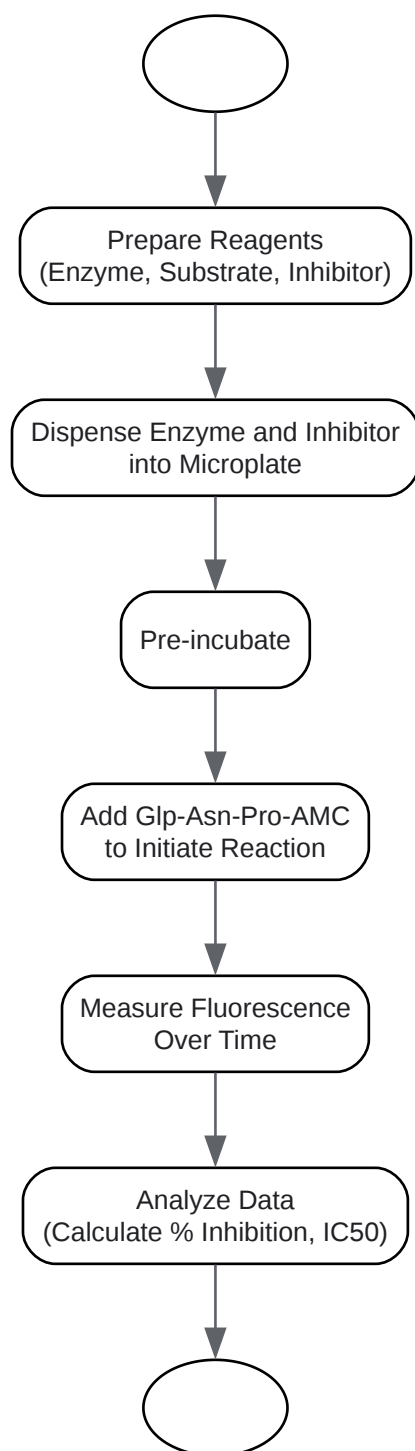 Prepare Reagents
(Enzyme, Substrate, Inhibitor)
Dispense Enzyme and Inhibitor
into Microplate
Pre-incubate
Add Glp-Asn-Pro-AMC
to Initiate Reaction
Measure Fluorescence
Over Time
Analyze Data
(Calculate % Inhibition, IC50)